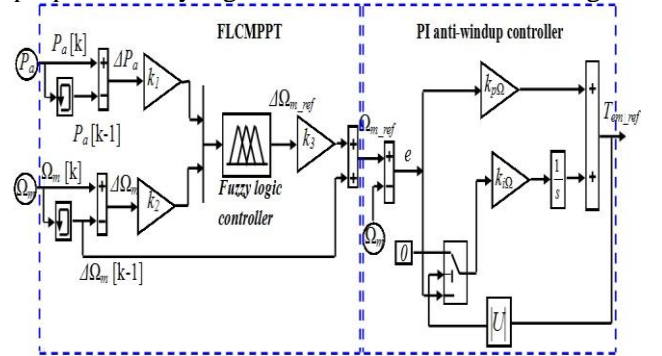 FLCMPPT
PI anti-windup controller
Pₐ
Pₐ [k]
ΔPₐ
k₁
Pₐ [k-1]
Ωₘ
Ωₘ [k]
ΔΩₘ
k₂
ΔΩₘ [k-1]
Fuzzy logic
controller
ΔΩₘ_ref
k₃
Ωₘ_ref
e
Ωₘ
0
kₚΩ
kᵢΩ
1
s
|U|
Tₑₘ_ref